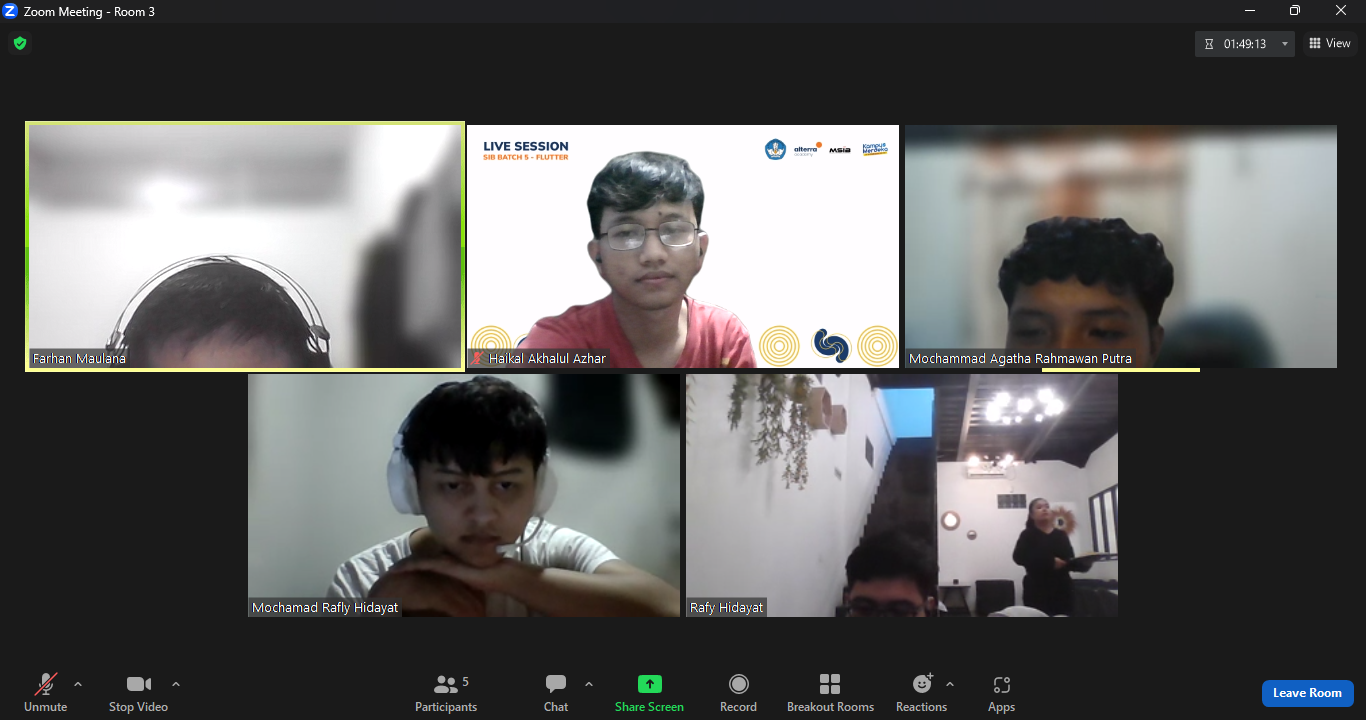 Zoom Meeting - Room 3
01:49:13
View
LIVE SESSION
SIB BATCH 5 - FLUTTER
alterra
academy
MSIB
Kampus
Merdeka
Farhan Maulana
Haikal Akhalul Azhar
Mochammad Agatha Rahmawan Putra
Mochamad Rafly Hidayat
Rafy Hidayat
Unmute
Stop Video
Participants
5
Chat
Share Screen
Record
Breakout Rooms
Reactions
Apps
Leave Room